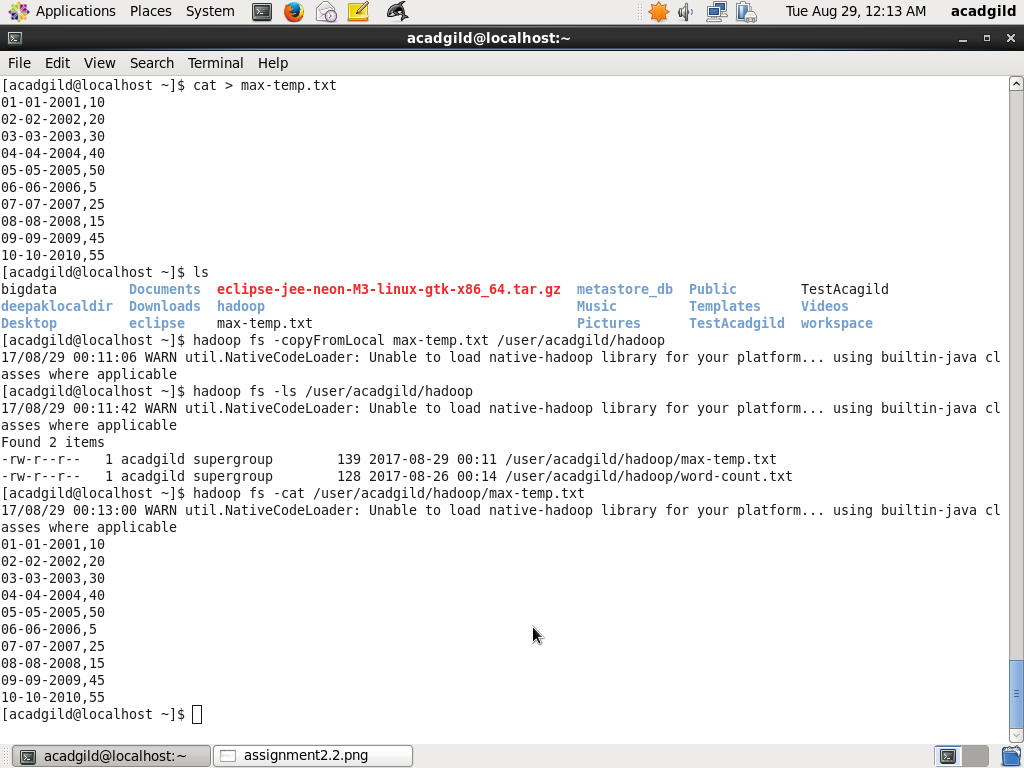 Applications Places System Tue Aug 29, 12:13 AM acadgild
acadgild@localhost:~
File Edit View Search Terminal Help
[acadgild@localhost ~]$ cat > max-temp.txt
01-01-2001,10
02-02-2002,20
03-03-2003,30
04-04-2004,40
05-05-2005,50
06-06-2006,5
07-07-2007,25
08-08-2008,15
09-09-2009,45
10-10-2010,55
[acadgild@localhost ~]$ ls
bigdata Documents eclipse-jee-neon-M3-linux-gtk-x86_64.tar.gz metastore_db Public TestAcagild
deepaklocaldir Downloads hadoop Music Templates Videos
Desktop eclipse max-temp.txt Pictures TestAcadgild workspace
[acadgild@localhost ~]$ hadoop fs -copyFromLocal max-temp.txt /user/acadgild/hadoop
17/08/29 00:11:06 WARN util.NativeCodeLoader: Unable to load native-hadoop library for your platform... using builtin-java cl
asses where applicable
[acadgild@localhost ~]$ hadoop fs -ls /user/acadgild/hadoop
17/08/29 00:11:42 WARN util.NativeCodeLoader: Unable to load native-hadoop library for your platform... using builtin-java cl
asses where applicable
Found 2 items
-rw-r--r-- 1 acadgild supergroup 139 2017-08-29 00:11 /user/acadgild/hadoop/max-temp.txt
-rw-r--r-- 1 acadgild supergroup 128 2017-08-26 00:14 /user/acadgild/hadoop/word-count.txt
[acadgild@localhost ~]$ hadoop fs -cat /user/acadgild/hadoop/max-temp.txt
17/08/29 00:13:00 WARN util.NativeCodeLoader: Unable to load native-hadoop library for your platform... using builtin-java cl
asses where applicable
01-01-2001,10
02-02-2002,20
03-03-2003,30
04-04-2004,40
05-05-2005,50
06-06-2006,5
07-07-2007,25
08-08-2008,15
09-09-2009,45
10-10-2010,55
[acadgild@localhost ~]$
acadgild@localhost:~ assignment2.2.png